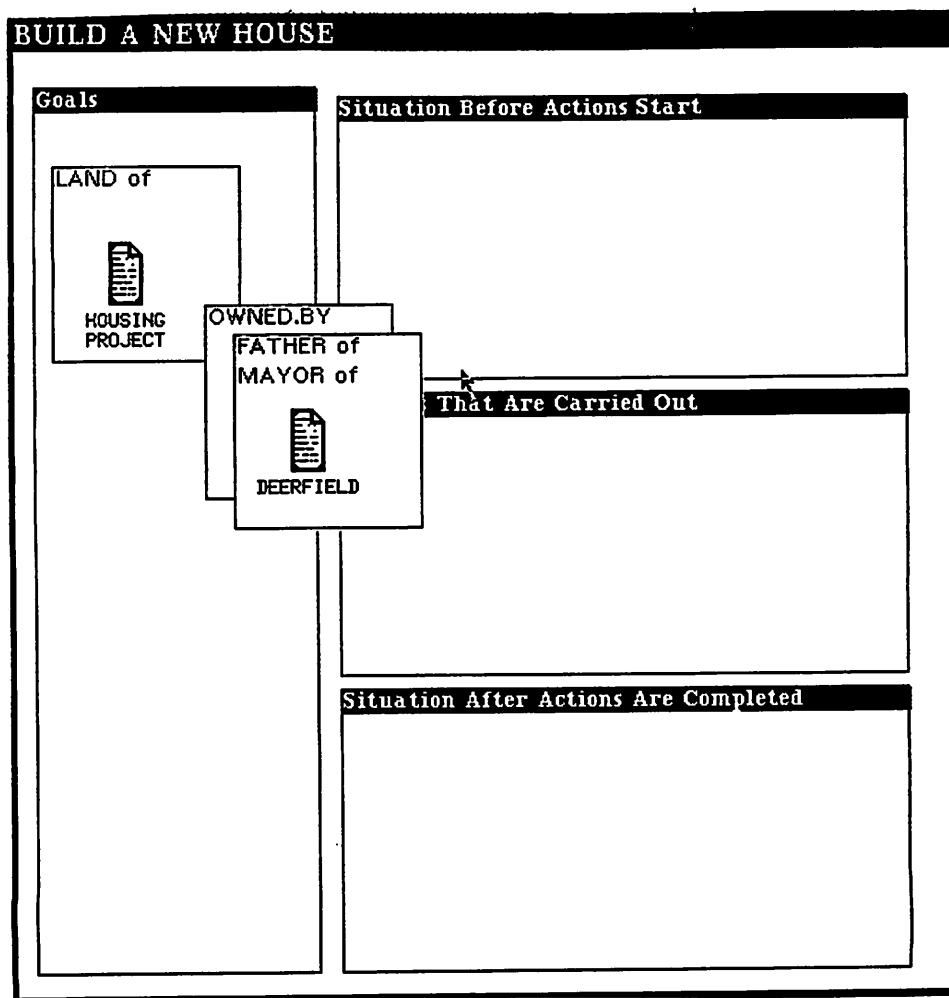 BUILD A NEW HOUSE
Goals
LAND of
HOUSING
PROJECT
OWNED.BY
FATHER of
MAYOR of
DEERFIELD
Situation Before Actions Start
That Are Carried Out
Situation After Actions Are Completed